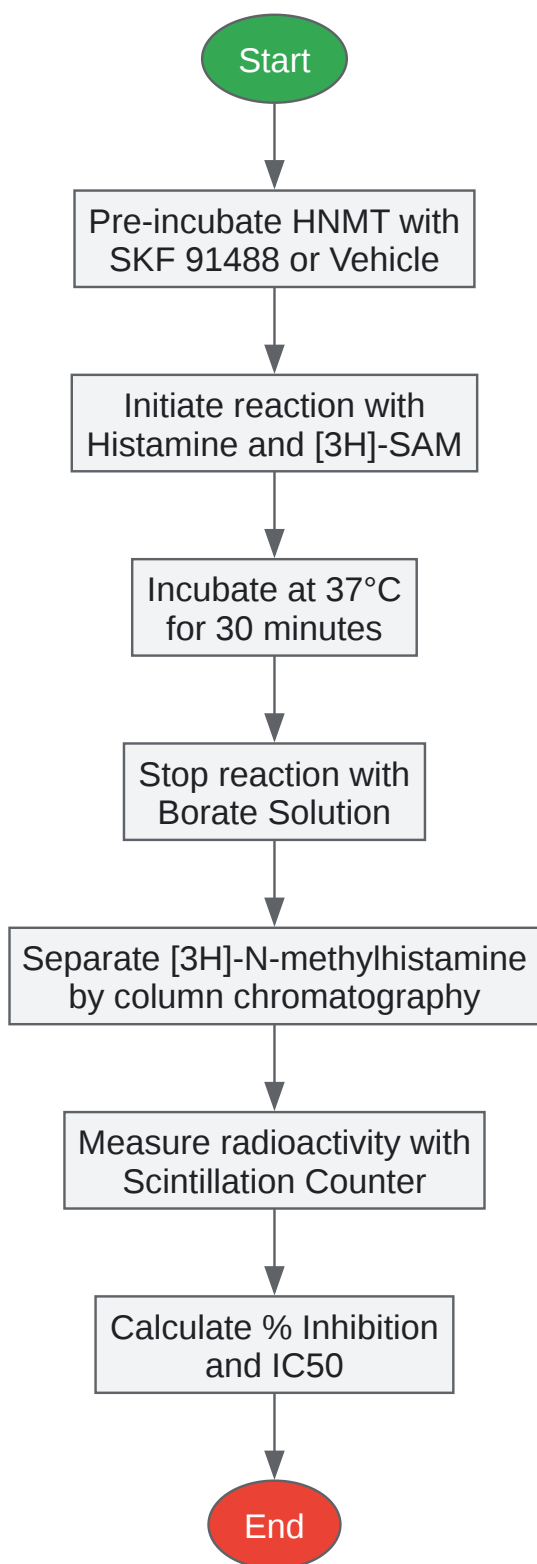 Start
Pre-incubate HNMT with
SKF 91488 or Vehicle
Initiate reaction with
Histamine and [3H]-SAM
Incubate at 37°C
for 30 minutes
Stop reaction with
Borate Solution
Separate [3H]-N-methylhistamine
by column chromatography
Measure radioactivity with
Scintillation Counter
Calculate % Inhibition
and IC50
End